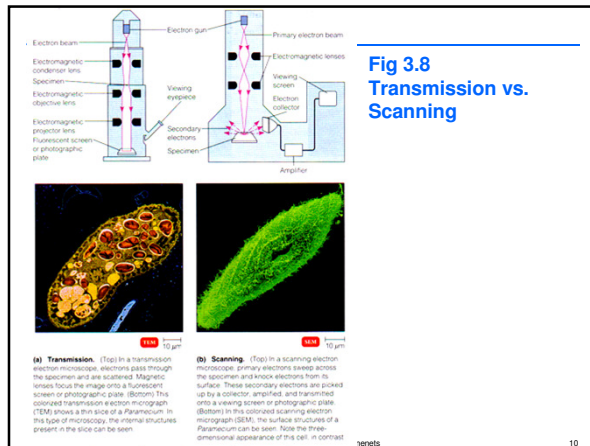 Electron gun
Electron beam
Electromagnetic
condenser lens
Specimen
Electromagnetic
objective lens
Electromagnetic
projector lens
Fluorescent screen
or photographic
plate
Viewing
eyepiece
Primary electron beam
Electromagnetic lenses
Viewing
screen
Electron
collector
Secondary
electrons
Specimen
Amplifier
Fig 3.8
Transmission vs.
Scanning
TEM
10 µm
SEM
10 µm
(a) Transmission. (Top) In a transmission
electron microscope, electrons pass through
the specimen and are scattered. Magnetic
lenses focus the image onto a fluorescent
screen or photographic plate. (Bottom) This
colorized transmission electron micrograph
(TEM) shows a thin slice of a Paramecium. In
this type of microscopy, the internal structures
present in the slice can be seen.
(b) Scanning. (Top) In a scanning electron
microscope, primary electrons sweep across
the specimen and knock electrons from its
surface. These secondary electrons are picked
up by a collector, amplified, and transmitted
onto a viewing screen or photographic plate.
(Bottom) In this colorized scanning electron
micrograph (SEM), the surface structures of a
Paramecium can be seen. Note the three-
dimensional appearance of this cell, in contrast
10